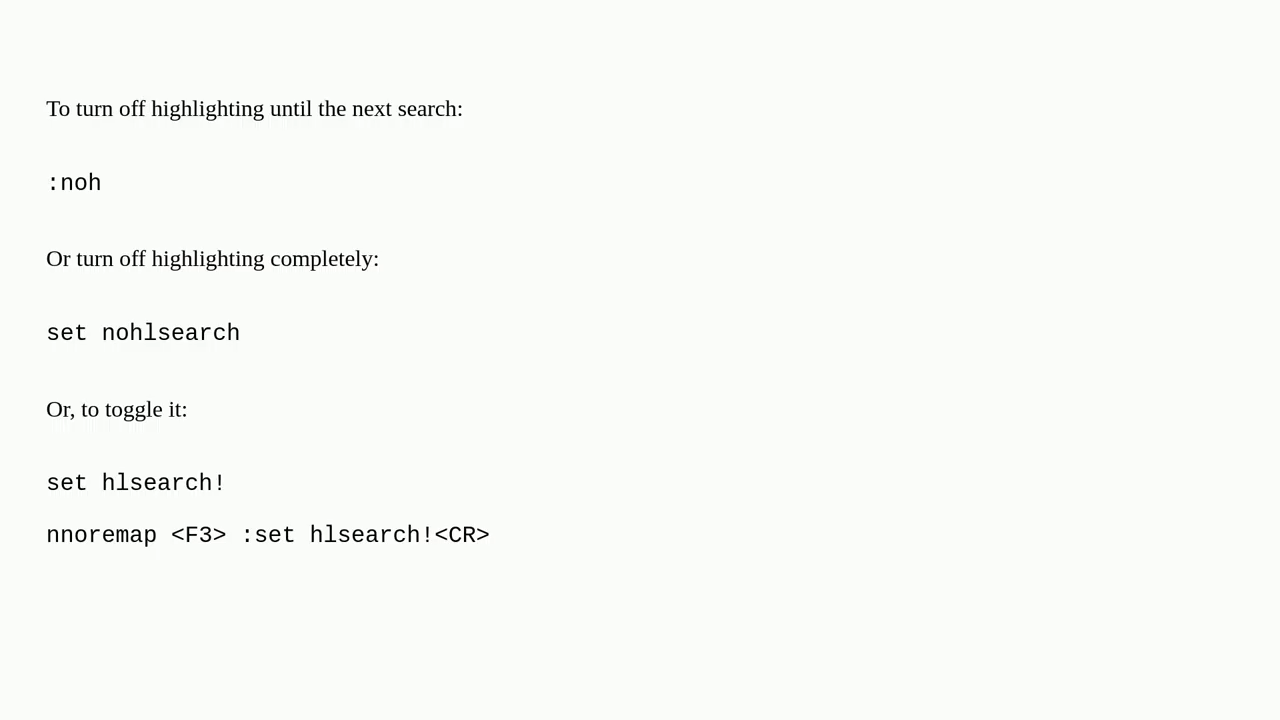 To turn off highlighting until the next search:
:noh
Or turn off highlighting completely:
set nohlsearch
Or, to toggle it:
set hlsearch!
nnoremap <F3> :set hlsearch!<CR>